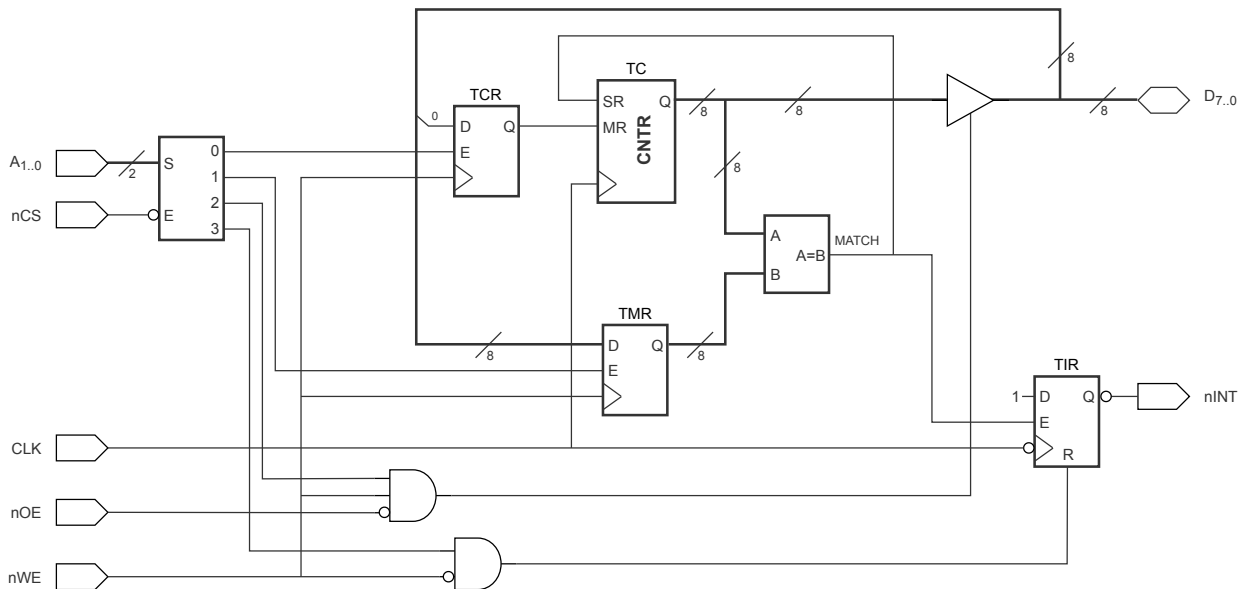 8
TC
TCR
SR
Q
8
8
8
D7..0
0
D
Q
MR
CNTR
A1..0
2
S
0
E
1
8
nCS
E
2
3
A
MATCH
A=B
B
TMR
D
Q
8
8
E
TIR
1
D
Q
nINT
E
CLK
R
nOE
nWE